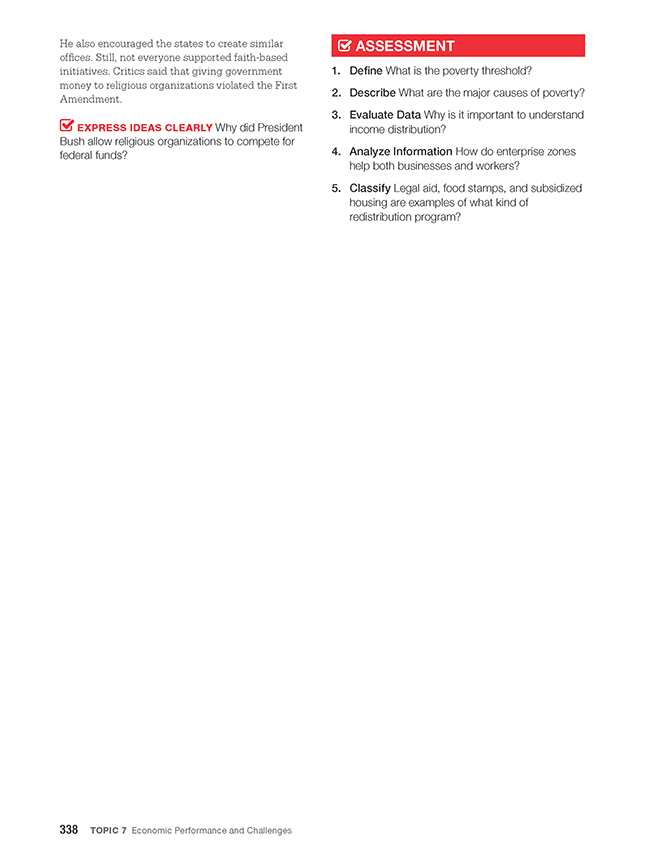 He also encouraged the states to create similar
offices. Still, not everyone supported faith-based
initiatives. Critics said that giving government
money to religious organizations violated the First
Amendment.
EXPRESS IDEAS CLEARLY Why did President
Bush allow religious organizations to compete for
federal funds?
ASSESSMENT
1. Define What is the poverty threshold?
2. Describe What are the major causes of poverty?
3. Evaluate Data Why is it important to understand
income distribution?
4. Analyze Information How do enterprise zones
help both businesses and workers?
5. Classify Legal aid, food stamps, and subsidized
housing are examples of what kind of
redistribution program?
338 TOPIC 7 Economic Performance and Challenges